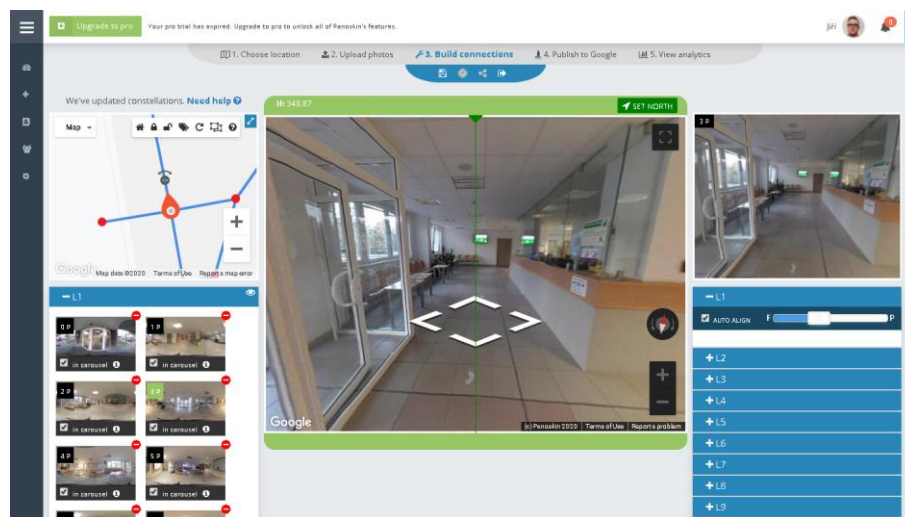 Upgrade to pro
Your pro trial has expired. Upgrade to pro to unlock all of Panoskin's features.
Jiří
0
1. Choose location
2. Upload photos
3. Build connections
4. Publish to Google
5. View analytics
We've updated constellations. Need help
H: 349.87
SET NORTH
Map
3 P
Google
Map data ©2020
Terms of Use
Report a map error
L1
0 P
1 P
in carousel
in carousel
2 P
3 P
in carousel
in carousel
4 P
5 P
in carousel
in carousel
Google
(c) Panoskin 2020
Terms of Use
Report a problem
L1
AUTO ALIGN
F
P
L2
L3
L4
L5
L6
L7
L8
L9